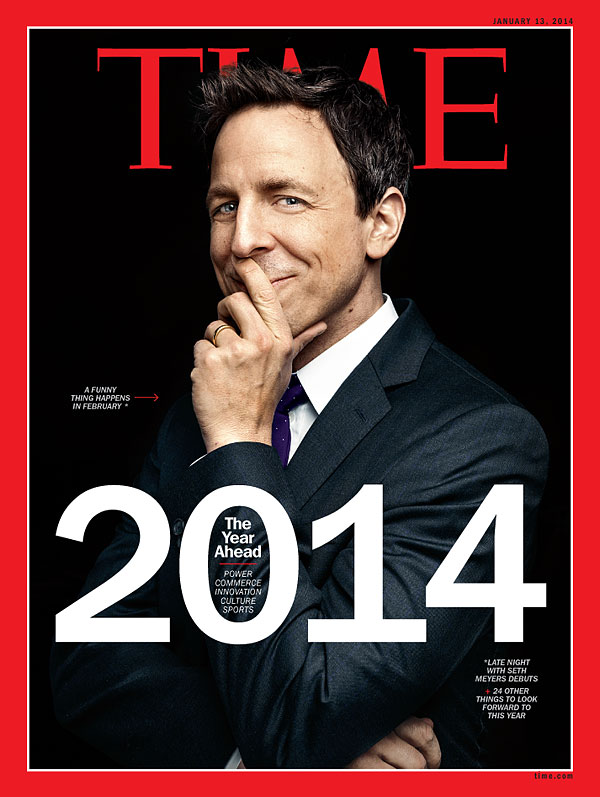 JANUARY 13, 2014
TIME
A FUNNY
THING HAPPENS
IN FEBRUARY *
2014
The
Year
Ahead
POWER
COMMERCE
INNOVATION
CULTURE
SPORTS
*LATE NIGHT
WITH SETH
MEYERS DEBUTS
+ 24 OTHER
THINGS TO LOOK
FORWARD TO
THIS YEAR
time.com